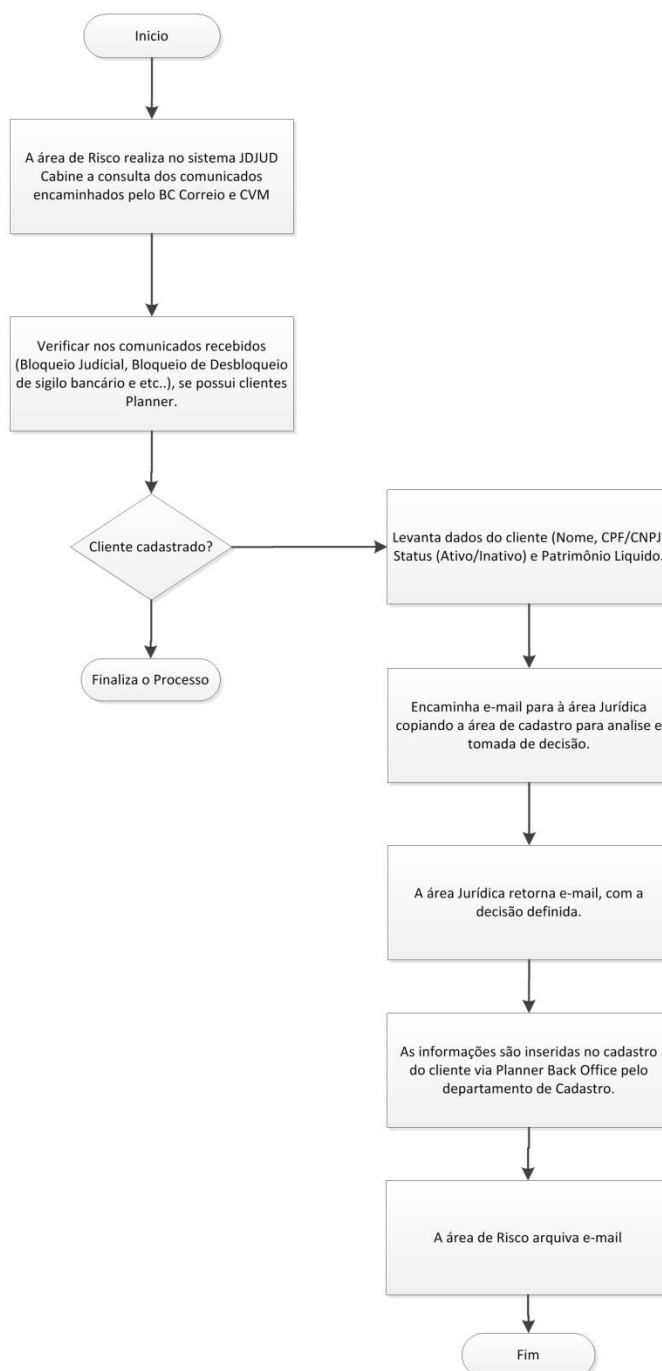 Inicio
A área de Risco realiza no sistema JDJUD
Cabine a consulta dos comunicados
encaminhados pelo BC Correio e CVM
Verificar nos comunicados recebidos
(Bloqueio Judicial, Bloqueio de Desbloqueio
de sigilo bancário e etc..), se possui clientes
Planner.
Cliente cadastrado?
Finaliza o Processo
Levanta dados do cliente (Nome, CPF/CNPJ,
Status (Ativo/Inativo) e Patrimônio Liquido.
Encaminha e-mail para à área Jurídica
copiando a área de cadastro para analise e
tomada de decisão.
A área Jurídica retorna e-mail, com a
decisão definida.
As informações são inseridas no cadastro
do cliente via Planner Back Office pelo
departamento de Cadastro.
A área de Risco arquiva e-mail
Fim